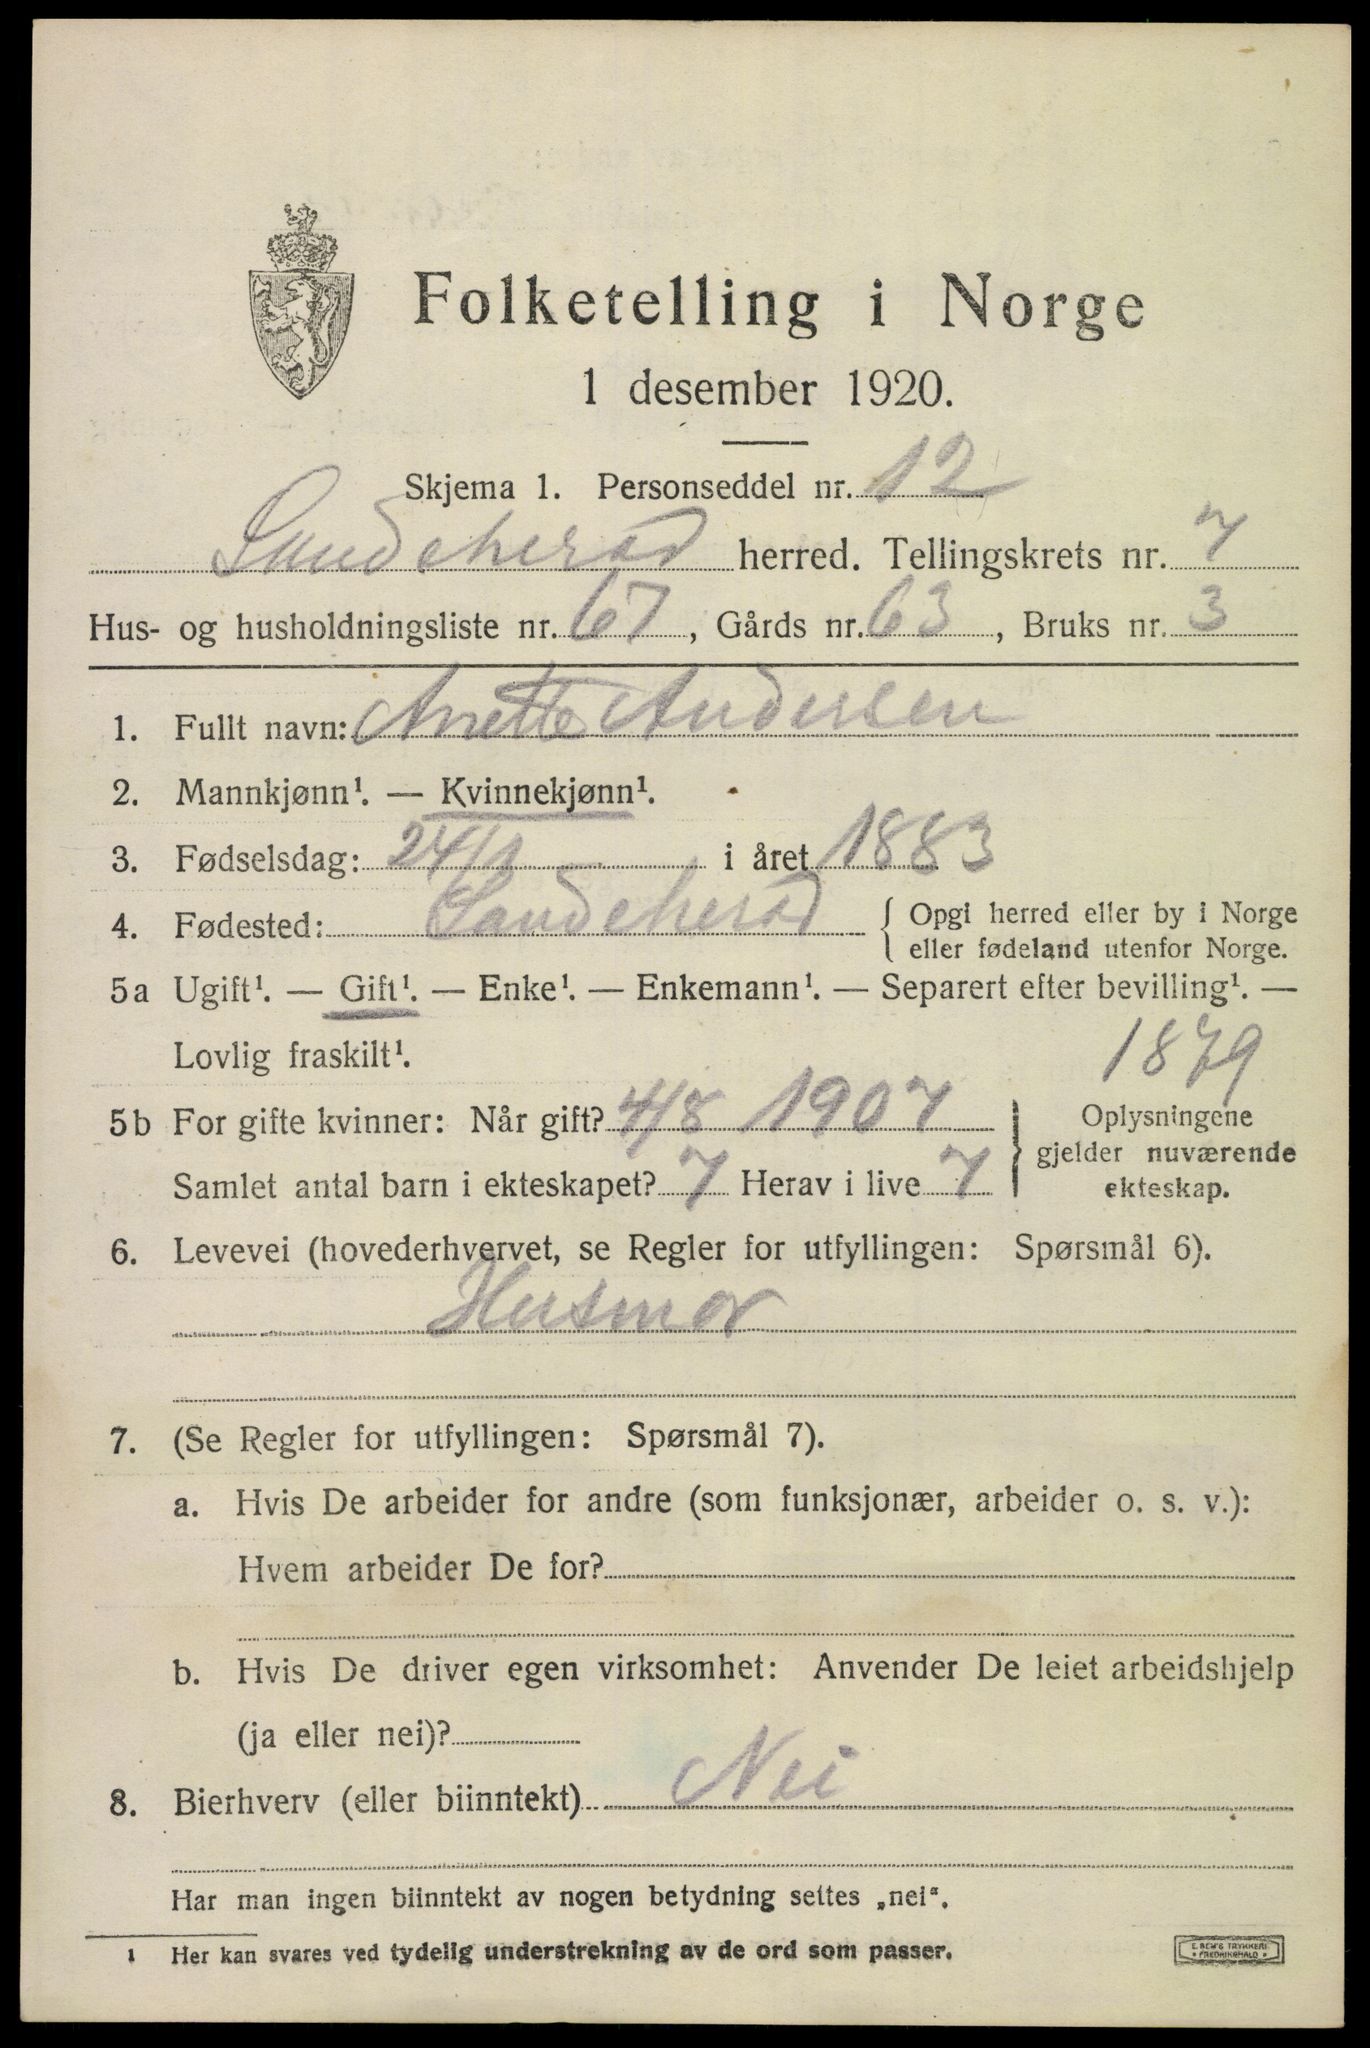 Folketelling i Norge
1 desember 1920.
Skjema 1. Personseddel nr. 12
Sandeherad herred. Tellingskrets nr. 7
Hus- og husholdningsliste nr. 67, Gårds nr. 63, Bruks nr. 3
1. Fullt navn: Anette Andersen
2. Mannkjønn¹. — Kvinnekjønn¹.
3. Fødselsdag: 24/1 i året 1883
4. Fødested: Sandeherad { Opgi herred eller by i Norge
eller fødeland utenfor Norge.
5a Ugift¹. — Gift¹. — Enke¹. — Enkemann¹. — Separert efter bevilling¹. —
Lovlig fraskilt¹.
1879
5b For gifte kvinner: Når gift? 4/8 1907
Samlet antal barn i ekteskapet? 7 Herav i live 7
Oplysningene
gjelder nuværende
ekteskap.
6. Levevei (hovederhvervet, se Regler for utfyllingen: Spørsmål 6).
Husmor
7. (Se Regler for utfyllingen: Spørsmål 7).
a. Hvis De arbeider for andre (som funksjonær, arbeider o. s. v.):
Hvem arbeider De for?
b. Hvis De driver egen virksomhet: Anvender De leiet arbeidshjelp
(ja eller nei)?
8. Bierhverv (eller biinntekt) Nei
Har man ingen biinntekt av nogen betydning settes „nei“.
1 Her kan svares ved tydelig understrekning av de ord som passer.
E. SEM'S TRYKKERI
• FREDRIKSHALD •